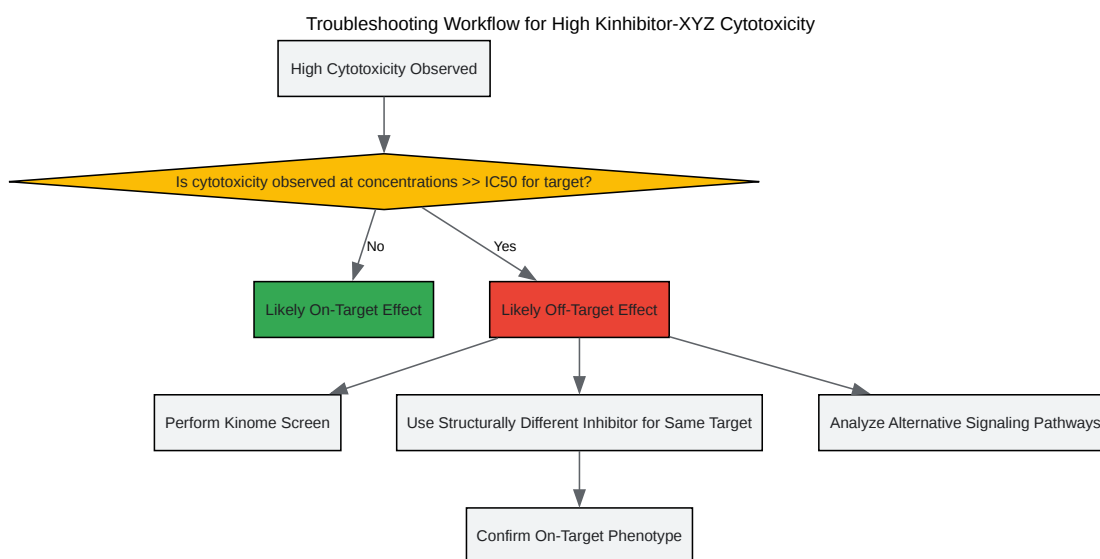 Troubleshooting Workflow for High Kinhibitor-XYZ Cytotoxicity
High Cytotoxicity Observed
Is cytotoxicity observed at concentrations >> IC50 for target?
No
Yes
Likely On-Target Effect
Likely Off-Target Effect
Perform Kinome Screen
Use Structurally Different Inhibitor for Same Target
Analyze Alternative Signaling Pathways
Confirm On-Target Phenotype